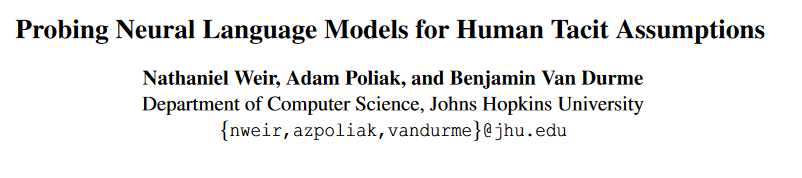 Probing Neural Language Models for Human Tacit Assumptions
Nathaniel Weir, Adam Poliak, and Benjamin Van Durme
Department of Computer Science, Johns Hopkins University
{nweir,azpoliak,vandurme}@jhu.edu